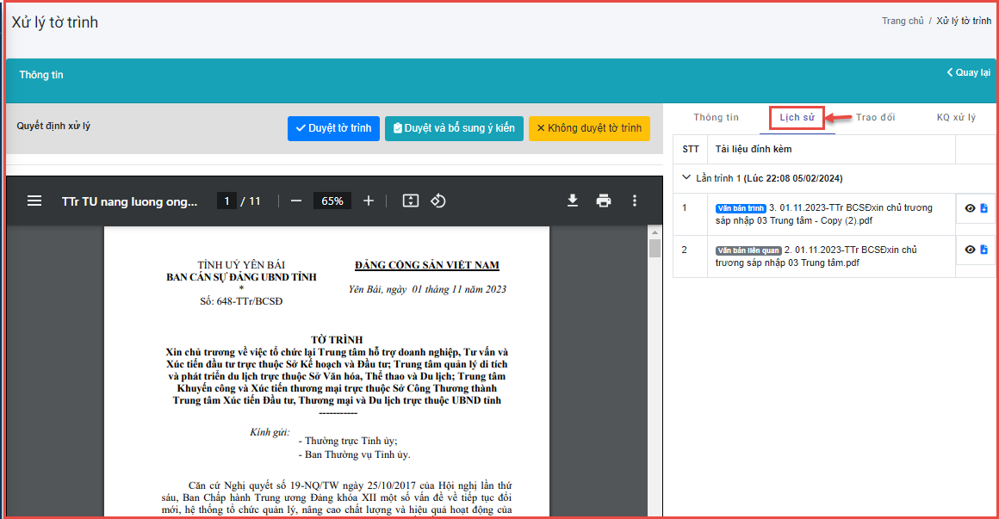 Xử lý tờ trình
Trang chủ / Xử lý tờ trình
Thông tin
Quay lại
Quyết định xử lý
Duyệt tờ trình
Duyệt và bổ sung ý kiến
Không duyệt tờ trình
Thông tin
Lịch sử
Trao đổi
KQ xử lý
TTr TU nang luong ong...
1 / 11
65%
TỈNH UỶ YÊN BÁI
BAN CÁN SỰ ĐẢNG UBND TỈNH
*
Số: 648-TTr/BCSĐ
ĐẢNG CỘNG SẢN VIỆT NAM
Yên Bái, ngày 01 tháng 11 năm 2023
TỜ TRÌNH
Xin chủ trương về việc tổ chức lại Trung tâm hỗ trợ doanh nghiệp, Tư vấn và
Xúc tiến đầu tư trực thuộc Sở Kế hoạch và Đầu tư; Trung tâm quản lý di tích
và phát triển du lịch trực thuộc Sở Văn hóa, Thể thao và Du lịch; Trung tâm
Khuyến công và Xúc tiến thương mại trực thuộc Sở Công Thương thành
Trung tâm Xúc tiến Đầu tư, Thương mại và Du lịch trực thuộc UBND tỉnh
-----------
Kính gửi:
- Thường trực Tỉnh ủy;
- Ban Thường vụ Tỉnh ủy.
Căn cứ Nghị quyết số 19-NQ/TW ngày 25/10/2017 của Hội nghị lần thứ
sáu, Ban Chấp hành Trung ương Đảng khóa XII một số vấn đề về tiếp tục đổi
mới, hệ thống tổ chức quản lý, nâng cao chất lượng và hiệu quả hoạt động của
STT
Tài liệu đính kèm
Lần trình 1 (Lúc 22:08 05/02/2024)
1
Văn bản trình 3. 01.11.2023-TTr BCSĐxin chủ trương
sáp nhập 03 Trung tâm - Copy (2).pdf
2
Văn bản liên quan 2. 01.11.2023-TTr BCSĐxin chủ
trương sáp nhập 03 Trung tâm.pdf